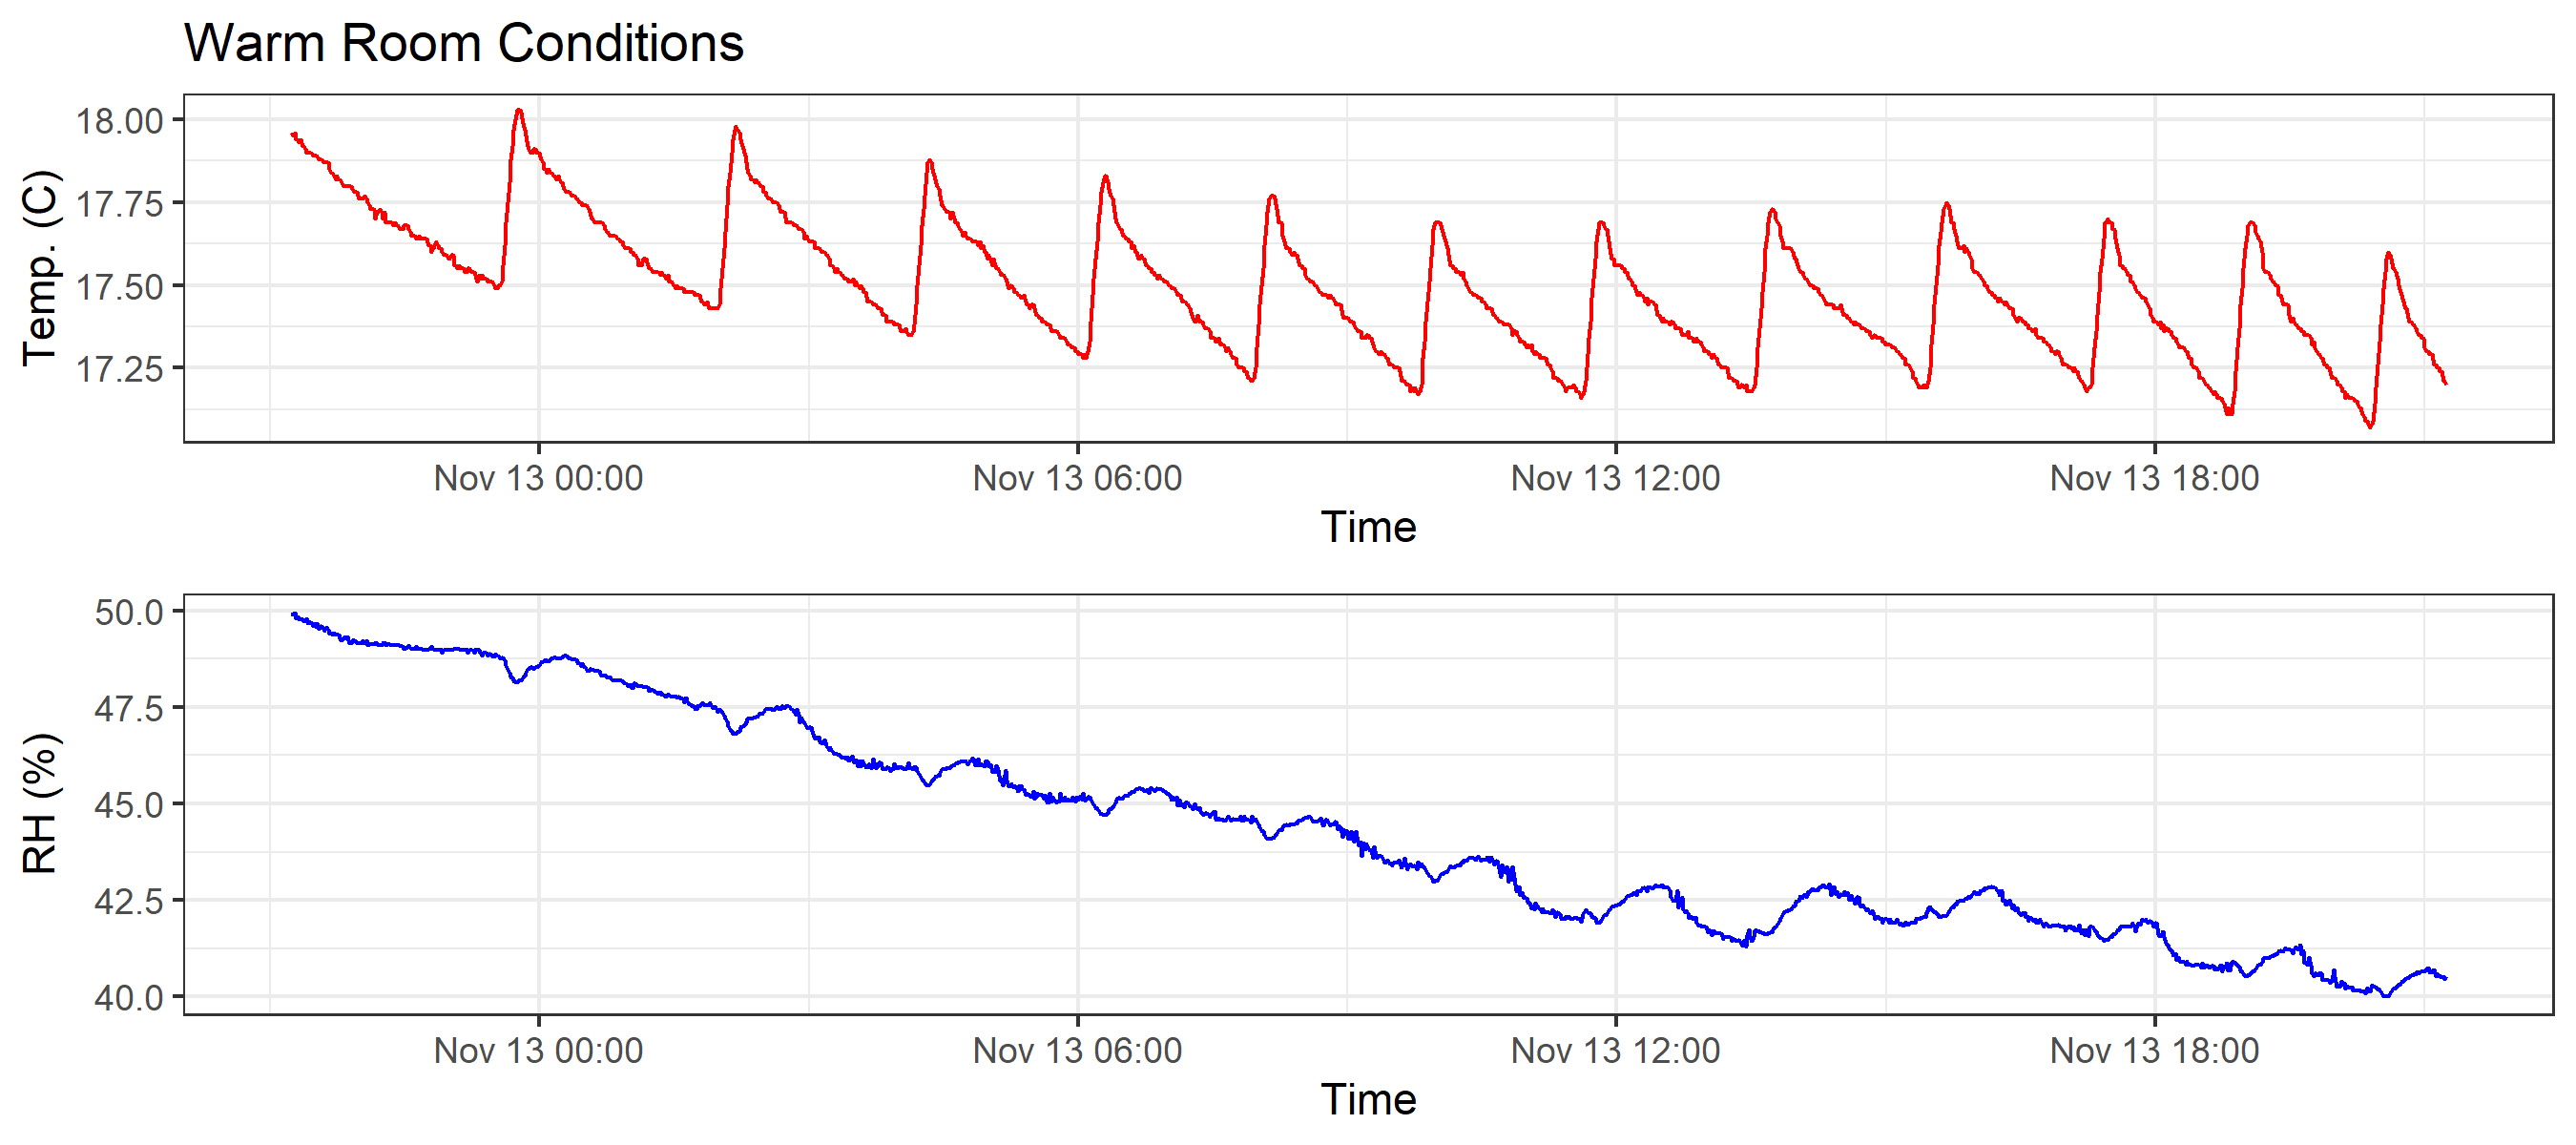 Warm Room Conditions
Temp. (C)
18.00
17.75
17.50
17.25
Nov 13 00:00 Nov 13 06:00 Nov 13 12:00 Nov 13 18:00
Time
RH (%)
50.0
47.5
45.0
42.5
40.0
Nov 13 00:00 Nov 13 06:00 Nov 13 12:00 Nov 13 18:00
Time